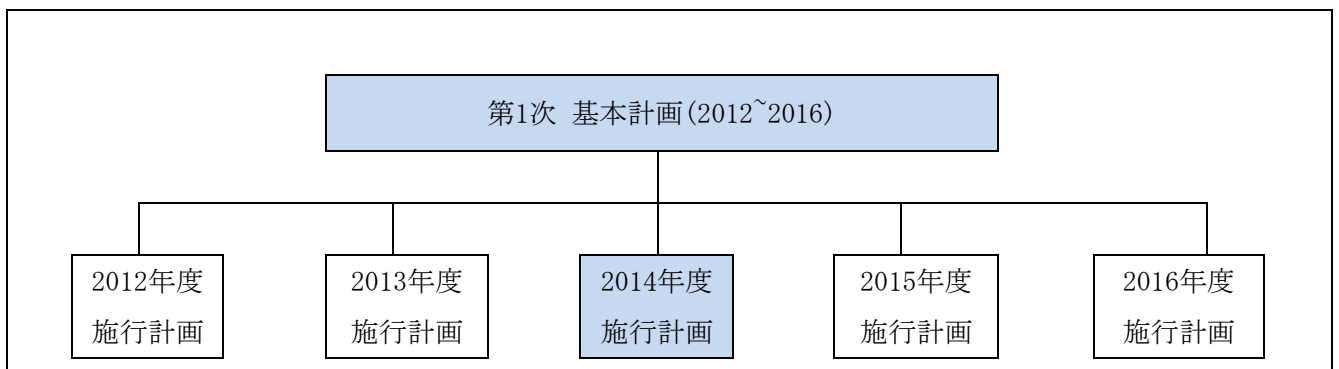 第1次 基本計画(2012~2016)
2012年度
施行計画
2013年度
施行計画
2014年度
施行計画
2015年度
施行計画
2016年度
施行計画